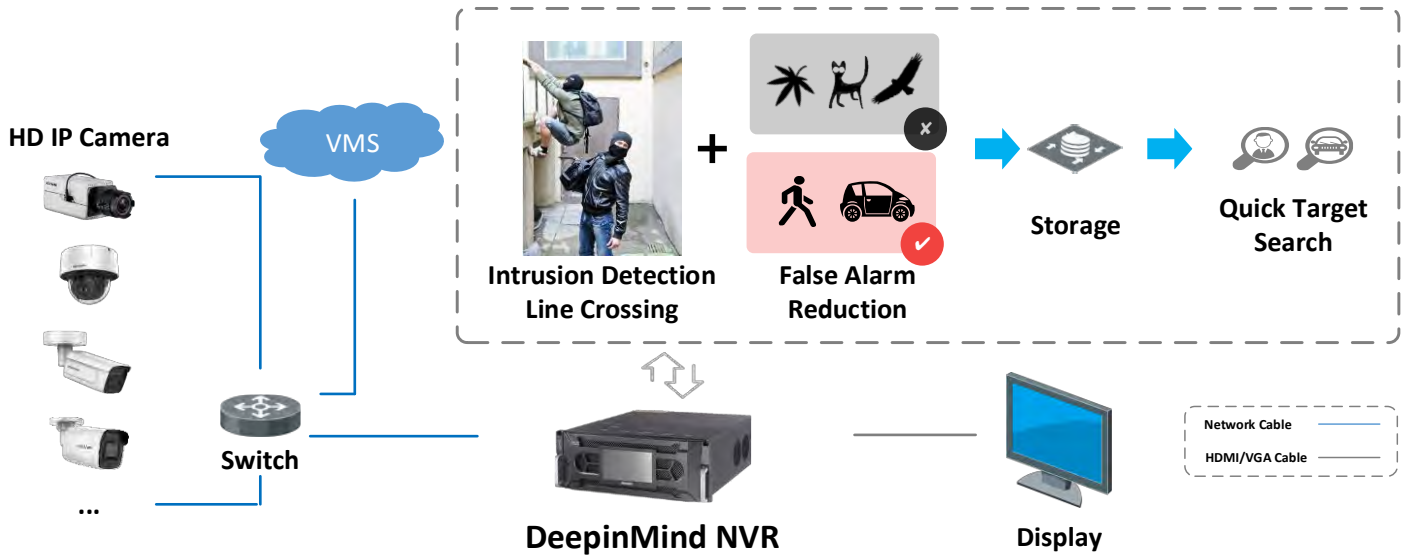 HD IP Camera
VMS
Intrusion Detection
Line Crossing
+
False Alarm
Reduction
Storage
Quick Target
Search
Switch
...
DeepinMind NVR
Display
Network Cable
HDMI/VGA Cable